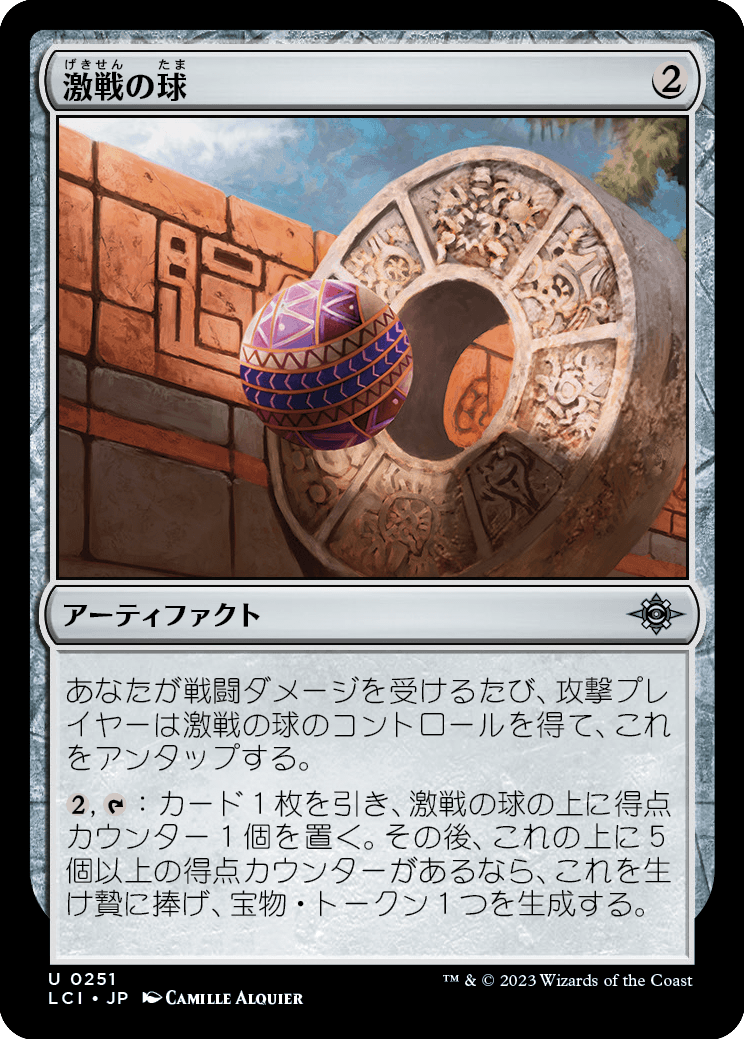 げきせん たま
激戦の球 2
アーティファクト
あなたが戦闘ダメージを受けるたび、攻撃プレ
イヤーは激戦の球のコントロールを得て、これ
をアンタップする。
2, : カード1枚を引き、激戦の球の上に得点
カウンター1個を置く。その後、これの上に5
個以上の得点カウンターがあるなら、これを生
け贄に捧げ、宝物・トークン1つを生成する。
U 0251
LCI • JP CAMILLE ALQUIER
™ & © 2023 Wizards of the Coast